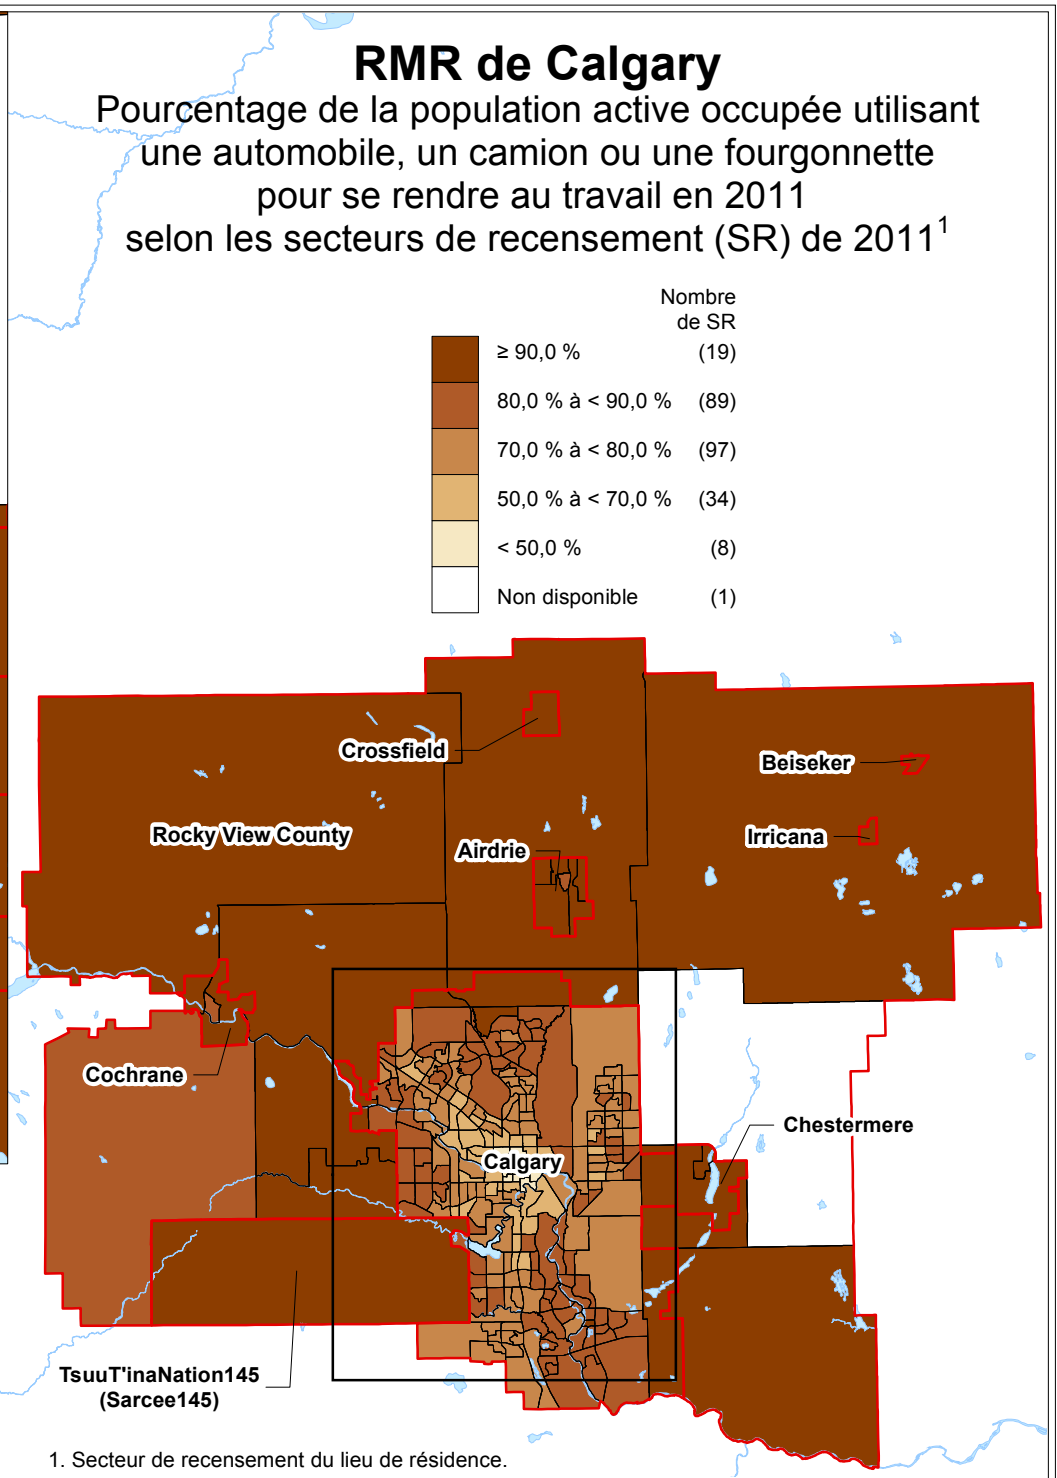 RMR de Calgary
Pourcentage de la population active occupée utilisant
une automobile, un camion ou une fourgonnette
pour se rendre au travail en 2011
selon les secteurs de recensement (SR) de 2011¹
Nombre
de SR
≥ 90,0 % (19)
80,0 % à < 90,0 % (89)
70,0 % à < 80,0 % (97)
50,0 % à < 70,0 % (34)
< 50,0 % (8)
Non disponible (1)
Crossfield
Beiseker
Rocky View County
Irricana
Airdrie
Cochrane
Chestermere
Calgary
TsuuT'inaNation145
(Sarcee145)
1. Secteur de recensement du lieu de résidence.